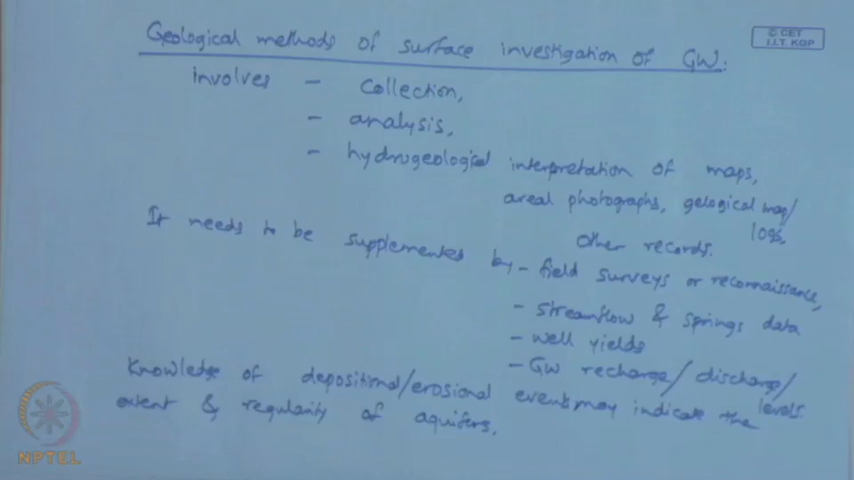 Geological methods of surface investigation of GW:
© CET
I.I.T. KGP
involves - Collection,
- analysis,
- hydrogeological interpretation of maps,
areal photographs, gelogical map/
logs,
other records.
It needs to be supplemented by - field surveys or reconnaissance,
- streamflow & springs data
- well yields
- GW recharge/discharge/
levels.
Knowledge of depositional/erosional events may indicate the
extent & regularity of aquifers.
NPTEL